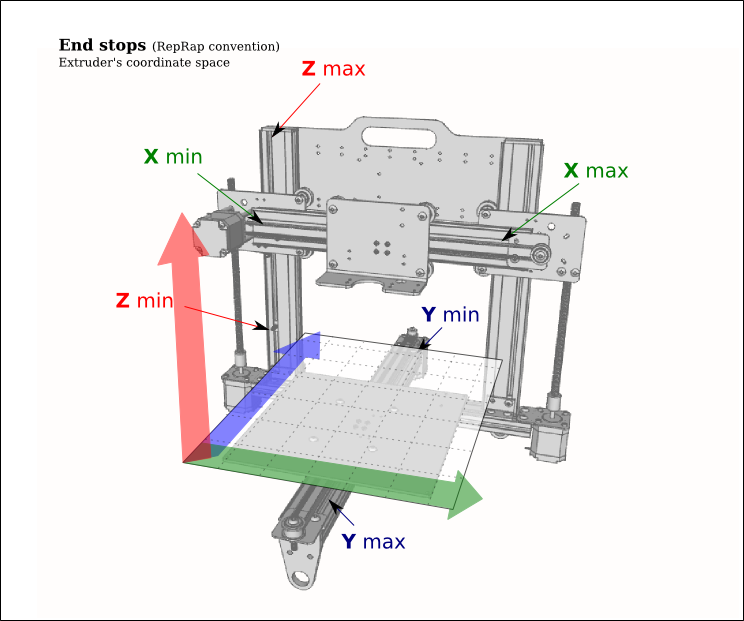 End stops (RepRap convention)
Extruder's coordinate space
Z max
X min
X max
Z min
Y min
Y max